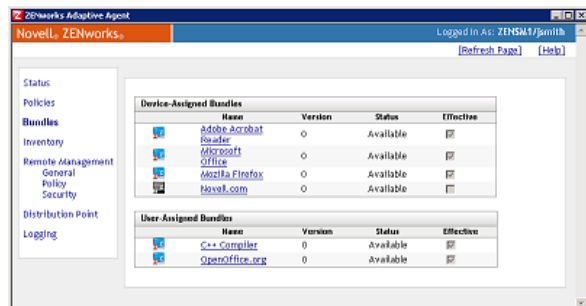 ZENworks Adaptive Agent
Novell® ZENworks®
Logged In As: ZENSM1/jsmith
[Refresh Page] [Help]
Status
Policies
Bundles
Inventory
Remote Management
General
Policy
Security
Distribution Point
Logging
Device-Assigned Bundles
Name Version Status Effective
Adobe Acrobat
Reader 0 Available
Microsoft
Office 0 Available
Mozilla Firefox 0 Available
Novell.com 0 Available
User-Assigned Bundles
Name Version Status Effective
C++ Compiler 0 Available
OpenOffice.org 0 Available